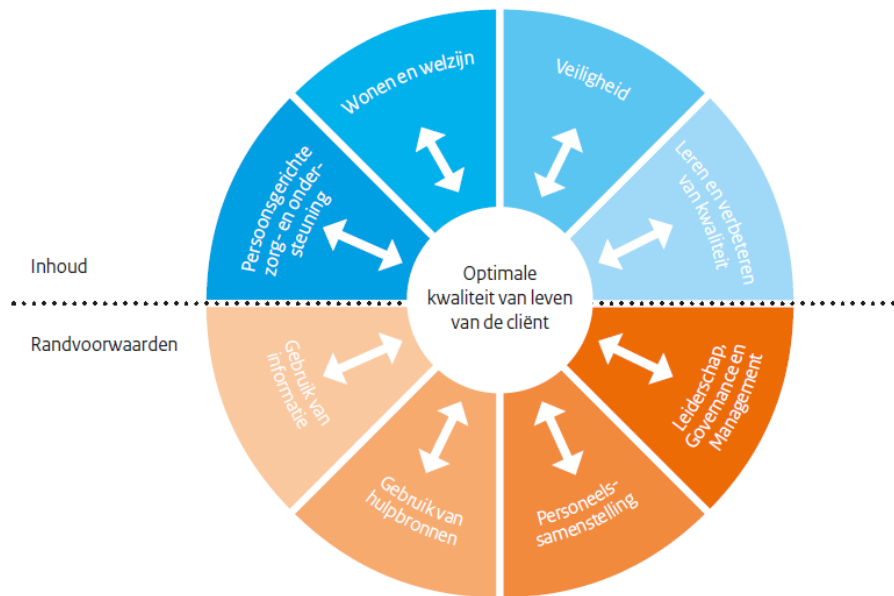 Wonen en welzijn
Veiligheid
Persoonsgerichte
zorg- en onder-
steuning
Leren en verbeteren
van kwaliteit
Inhoud
Optimale
kwaliteit van leven
van de cliënt
Randvoorwaarden
Gebruik van
informatie
Leiderschap,
Governance en
Management
Gebruik van
hulpbronnen
Personeels-
samenstelling